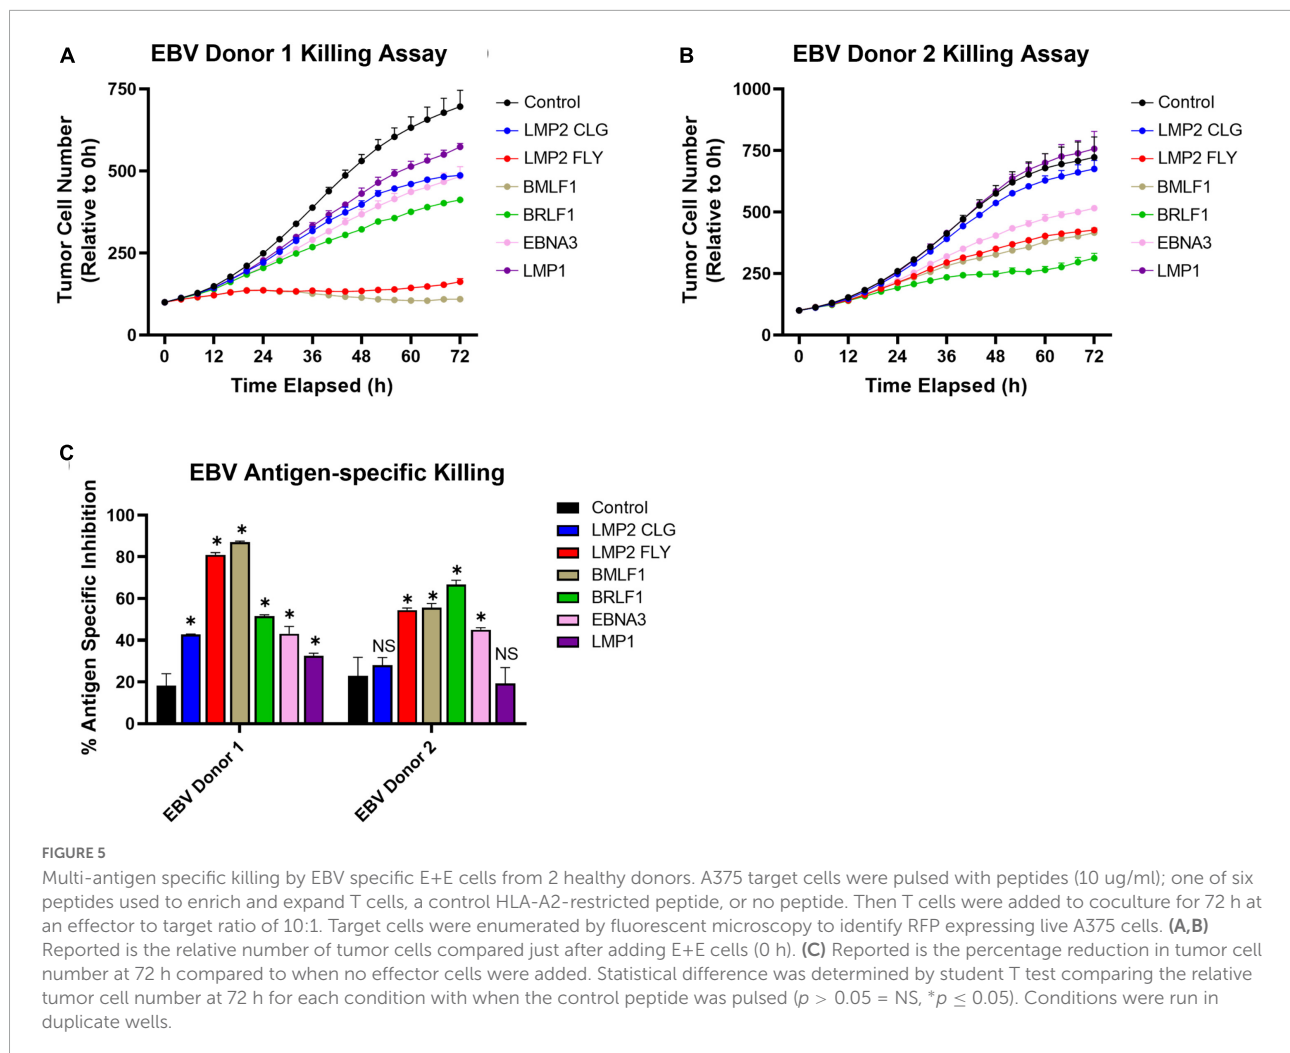 A
EBV Donor 1 Killing Assay
Tumor Cell Number
(Relative to 0h)
750
500
250
0
0 12 24 36 48 60 72
Time Elapsed (h)
Control
LMP2 CLG
LMP2 FLY
BMLF1
BRLF1
EBNA3
LMP1
B
EBV Donor 2 Killing Assay
Tumor Cell Number
(Relative to 0h)
1000
750
500
250
0
0 12 24 36 48 60 72
Time Elapsed (h)
Control
LMP2 CLG
LMP2 FLY
BMLF1
BRLF1
EBNA3
LMP1
C
EBV Antigen-specific Killing
% Antigen Specific Inhibition
100
80
60
40
20
0
* * * * * *
NS * * * * NS
EBV Donor 1
EBV Donor 2
Control
LMP2 CLG
LMP2 FLY
BMLF1
BRLF1
EBNA3
LMP1
FIGURE 5
Multi-antigen specific killing by EBV specific E+E cells from 2 healthy donors. A375 target cells were pulsed with peptides (10 ug/ml); one of six
peptides used to enrich and expand T cells, a control HLA-A2-restricted peptide, or no peptide. Then T cells were added to coculture for 72 h at
an effector to target ratio of 10:1. Target cells were enumerated by fluorescent microscopy to identify RFP expressing live A375 cells. (A,B)
Reported is the relative number of tumor cells compared just after adding E+E cells (0 h). (C) Reported is the percentage reduction in tumor cell
number at 72 h compared to when no effector cells were added. Statistical difference was determined by student T test comparing the relative
tumor cell number at 72 h for each condition with when the control peptide was pulsed (p > 0.05 = NS, *p ≤ 0.05). Conditions were run in
duplicate wells.